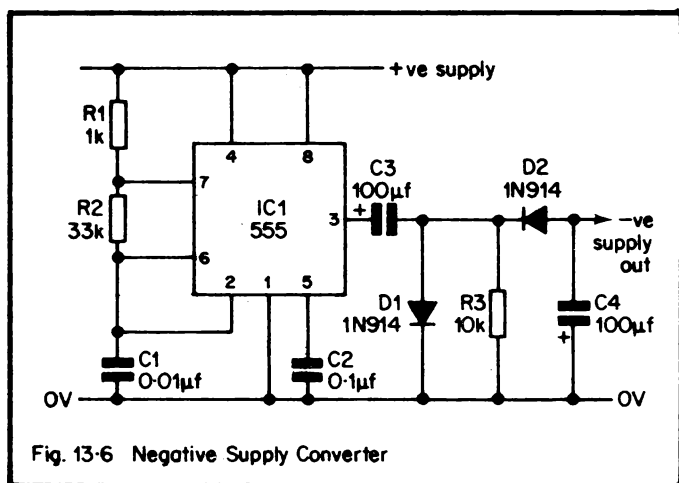 +ve supply
R1
1k
4
8
7
R2
33k
IC1
555
3
6
2
1
5
C3
100µf
+
D2
1N914
-ve
supply
out
D1
1N914
R3
10k
C4
100µf
+
C1
0·01µf
C2
0·1µf
0V
0V
Fig. 13·6 Negative Supply Converter